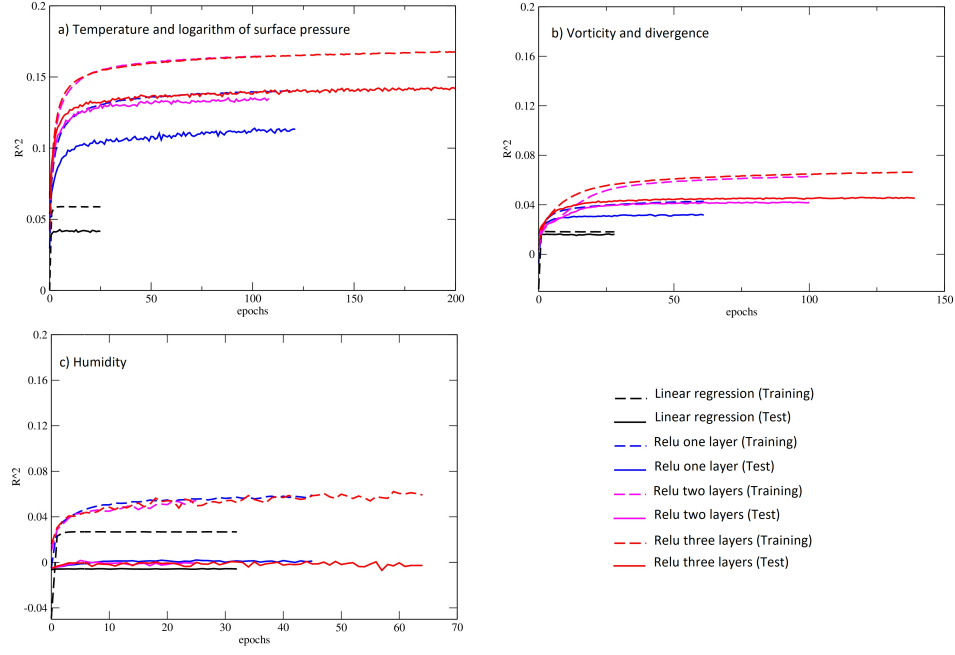 a) Temperature and logarithm of surface pressure
0.2
0.15
0.1
0.05
0
R^2
0
50
100
150
200
epochs
b) Vorticity and divergence
0.2
0.16
0.12
0.08
0.04
0
R^2
0
50
100
150
epochs
c) Humidity
0.2
0.16
0.12
0.08
0.04
0
-0.04
R^2
0
10
20
30
40
50
60
70
epochs
Linear regression (Training)
Linear regression (Test)
Relu one layer (Training)
Relu one layer (Test)
Relu two layers (Training)
Relu two layers (Test)
Relu three layers (Training)
Relu three layers (Test)